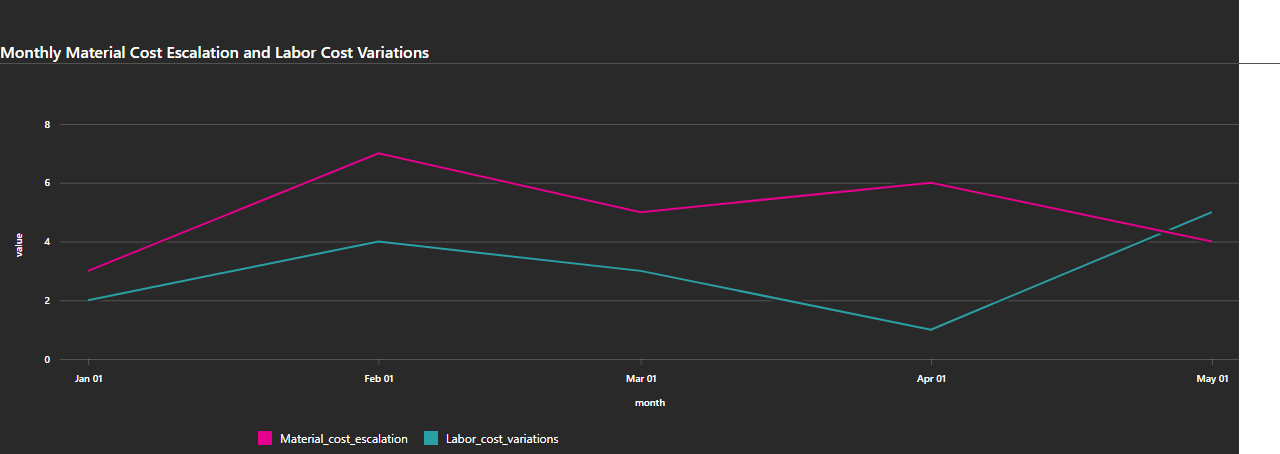 Monthly Material Cost Escalation and Labor Cost Variations
8
6
4
2
0
value
Jan 01 Feb 01 Mar 01 Apr 01 May 01
month
Material_cost_escalation Labor_cost_variations